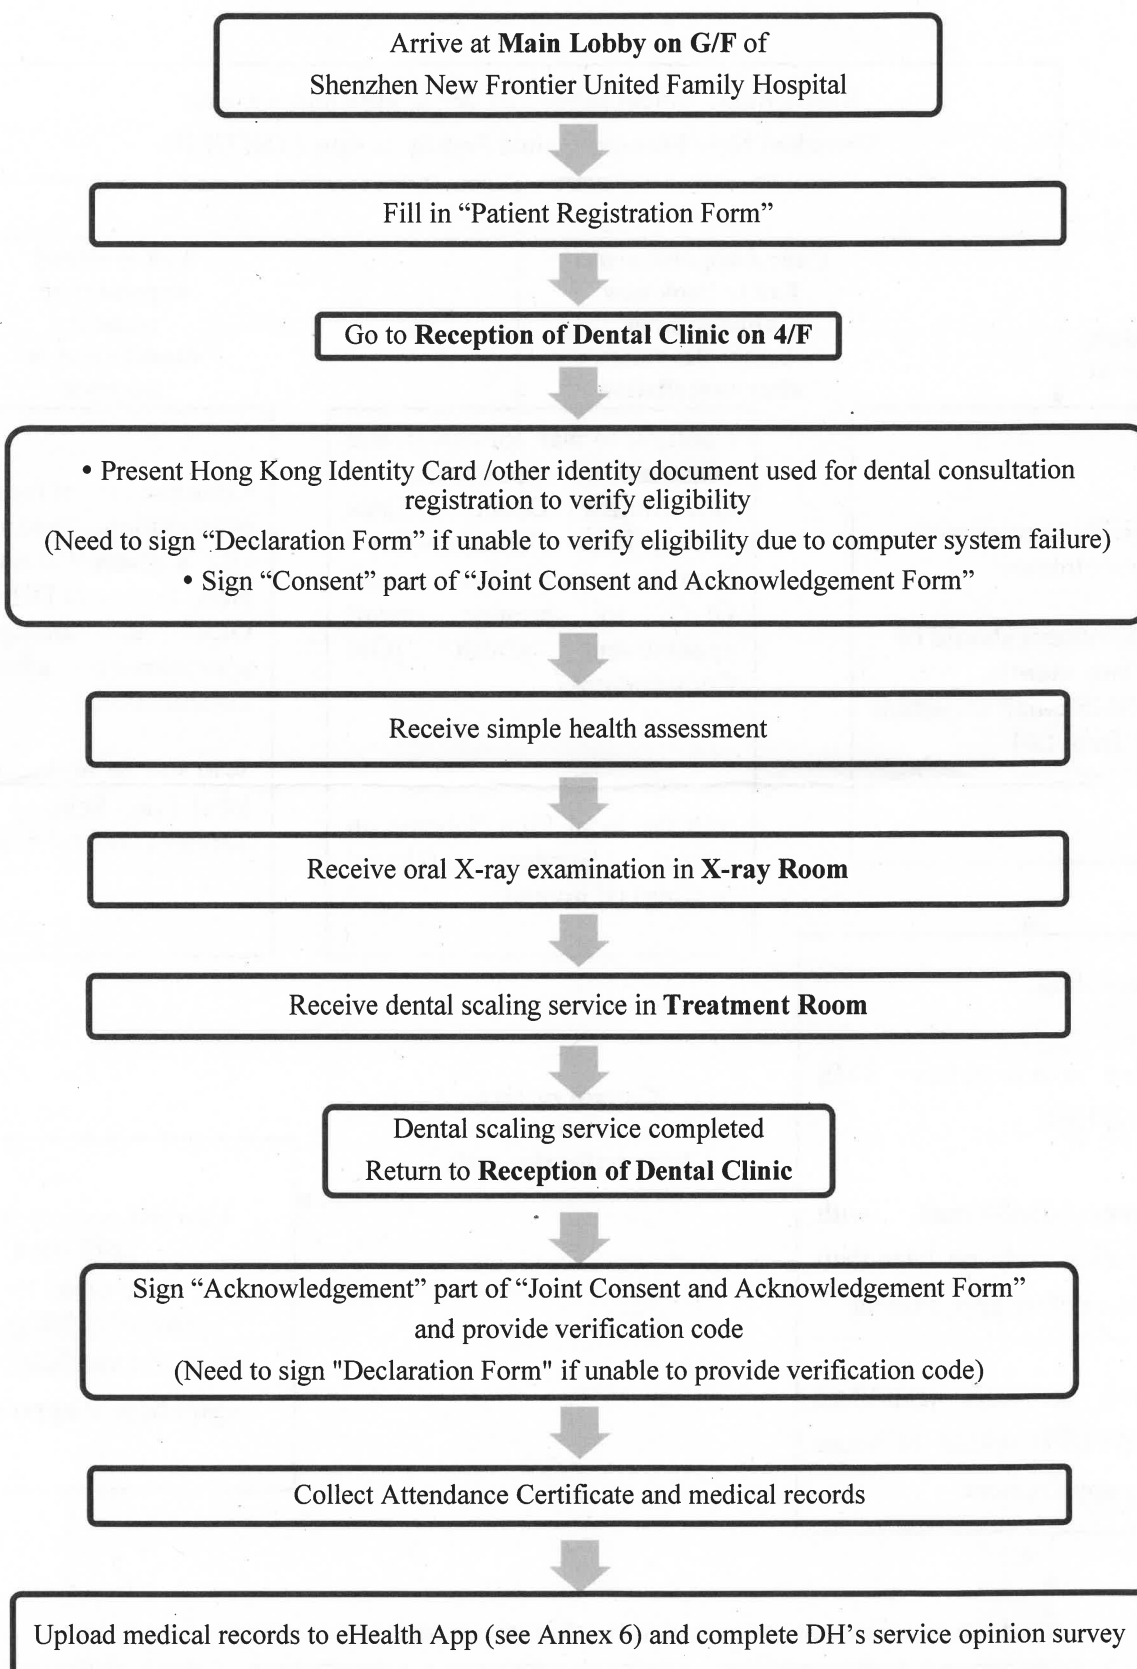 Arrive at Main Lobby on G/F of
Shenzhen New Frontier United Family Hospital
Fill in “Patient Registration Form”
Go to Reception of Dental Clinic on 4/F
• Present Hong Kong Identity Card /other identity document used for dental consultation
registration to verify eligibility
(Need to sign “Declaration Form” if unable to verify eligibility due to computer system failure)
• Sign “Consent” part of “Joint Consent and Acknowledgement Form”
Receive simple health assessment
Receive oral X-ray examination in X-ray Room
Receive dental scaling service in Treatment Room
Dental scaling service completed
Return to Reception of Dental Clinic
Sign “Acknowledgement” part of “Joint Consent and Acknowledgement Form”
and provide verification code
(Need to sign "Declaration Form" if unable to provide verification code)
Collect Attendance Certificate and medical records
Upload medical records to eHealth App (see Annex 6) and complete DH’s service opinion survey